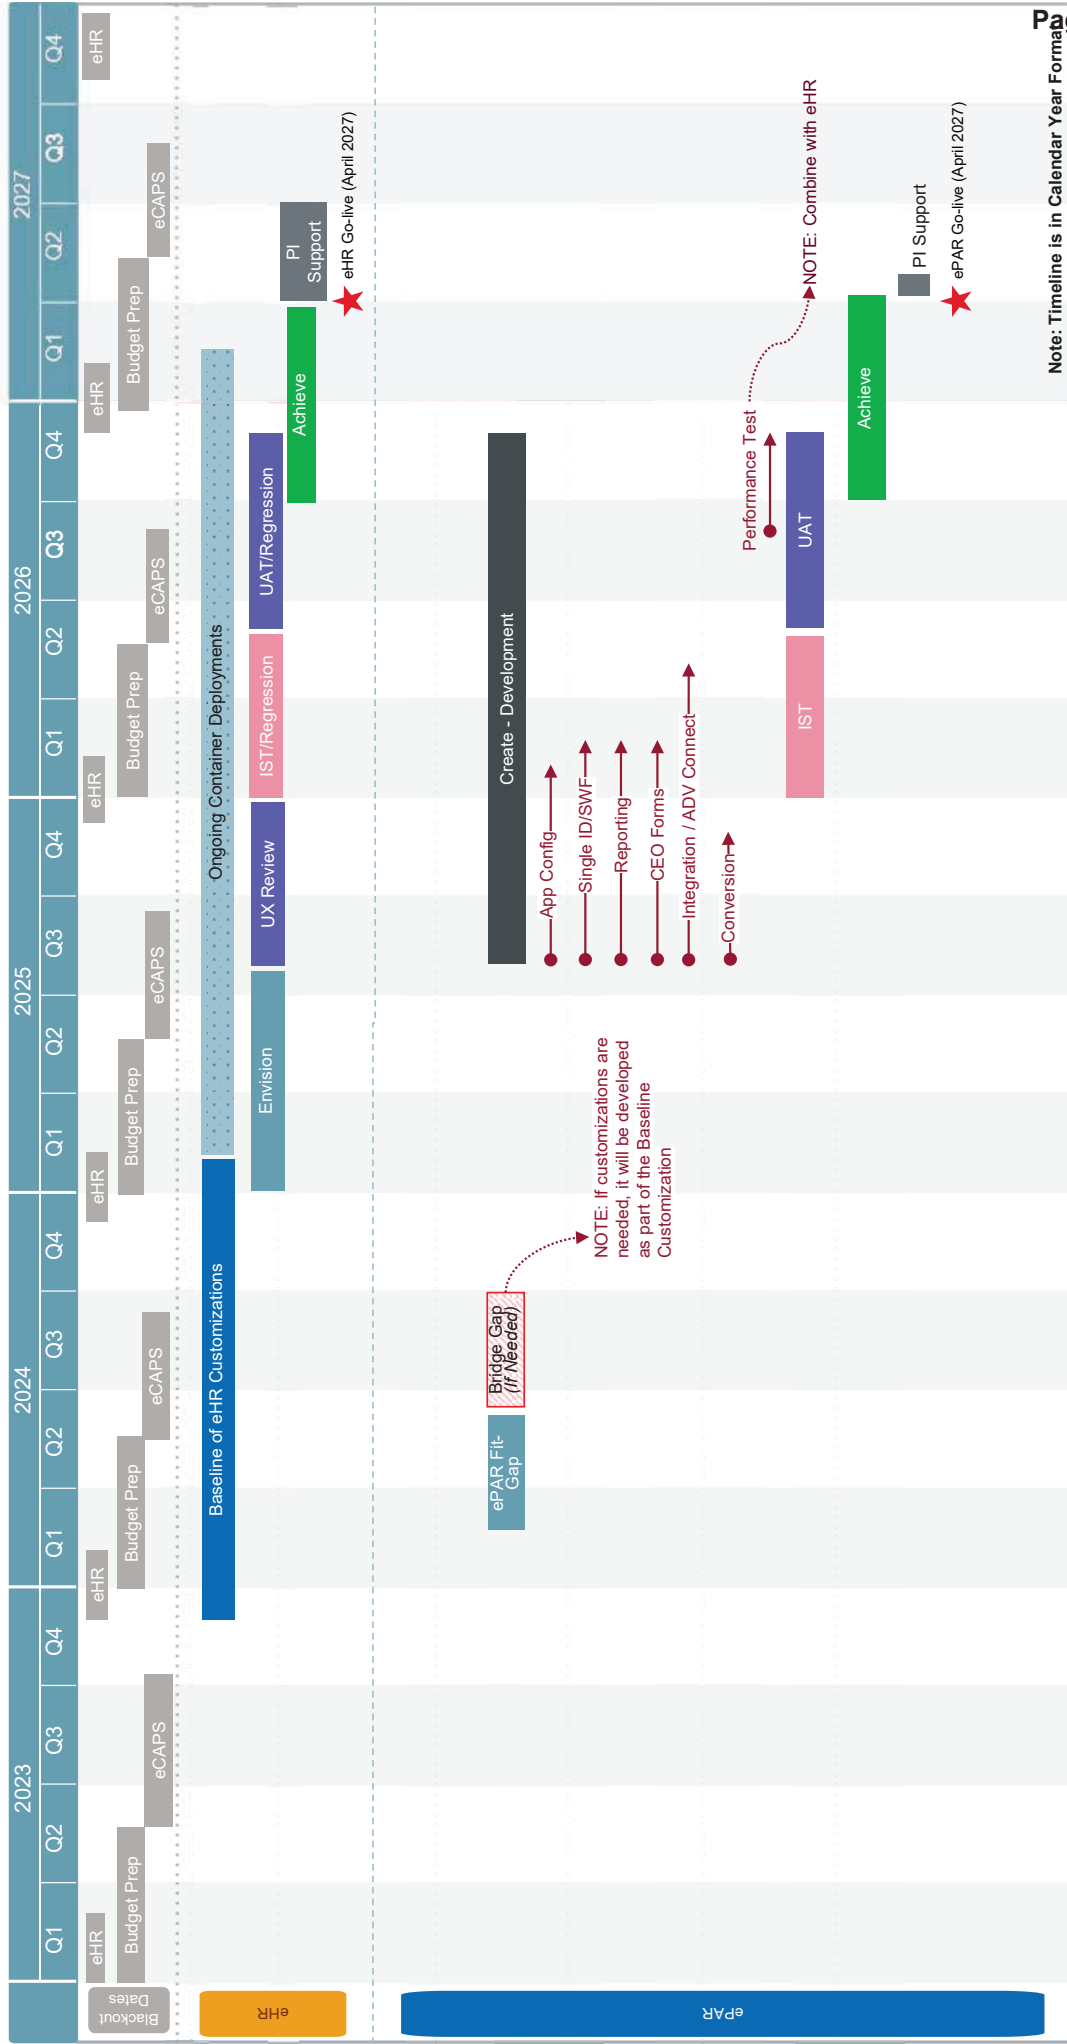 2023
2024
2025
2026
2027
Q1
Q2
Q3
Q4
Q1
Q2
Q3
Q4
Q1
Q2
Q3
Q4
Q1
Q2
Q3
Q4
Q1
Q2
Q3
Q4
Blackout
Dates
eHR
eHR
eHR
eHR
eHR
eHR
Budget Prep
Budget Prep
Budget Prep
Budget Prep
Budget Prep
eCAPS
eCAPS
eCAPS
eCAPS
eCAPS
eHR
Baseline of eHR Customizations
Ongoing Container Deployments
Envision
UX Review
IST/Regression
UAT/Regression
Achieve
PI
Support
eHR Go-live (April 2027)
ePAR
ePAR Fit-
Gap
Bridge Gap
(If Needed)
NOTE: If customizations are
needed, it will be developed
as part of the Baseline
Customization
Create - Development
App Config
Single ID/SWF
Reporting
CEO Forms
Integration / ADV Connect
Conversion
Performance Test
NOTE: Combine with eHR
IST
UAT
Achieve
PI Support
ePAR Go-live (April 2027)
Note: Timeline is in Calendar Year Format